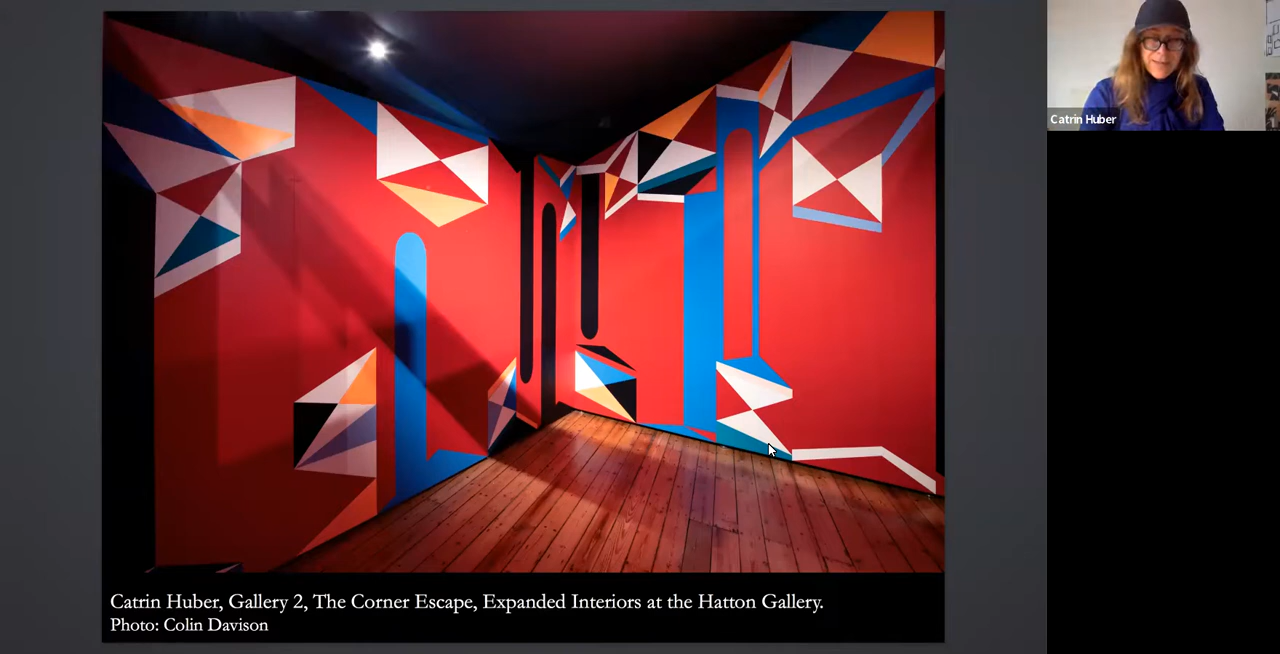 Catrin Huber
Catrin Huber, Gallery 2, The Corner Escape, Expanded Interiors at the Hatton Gallery.
Photo: Colin Davison